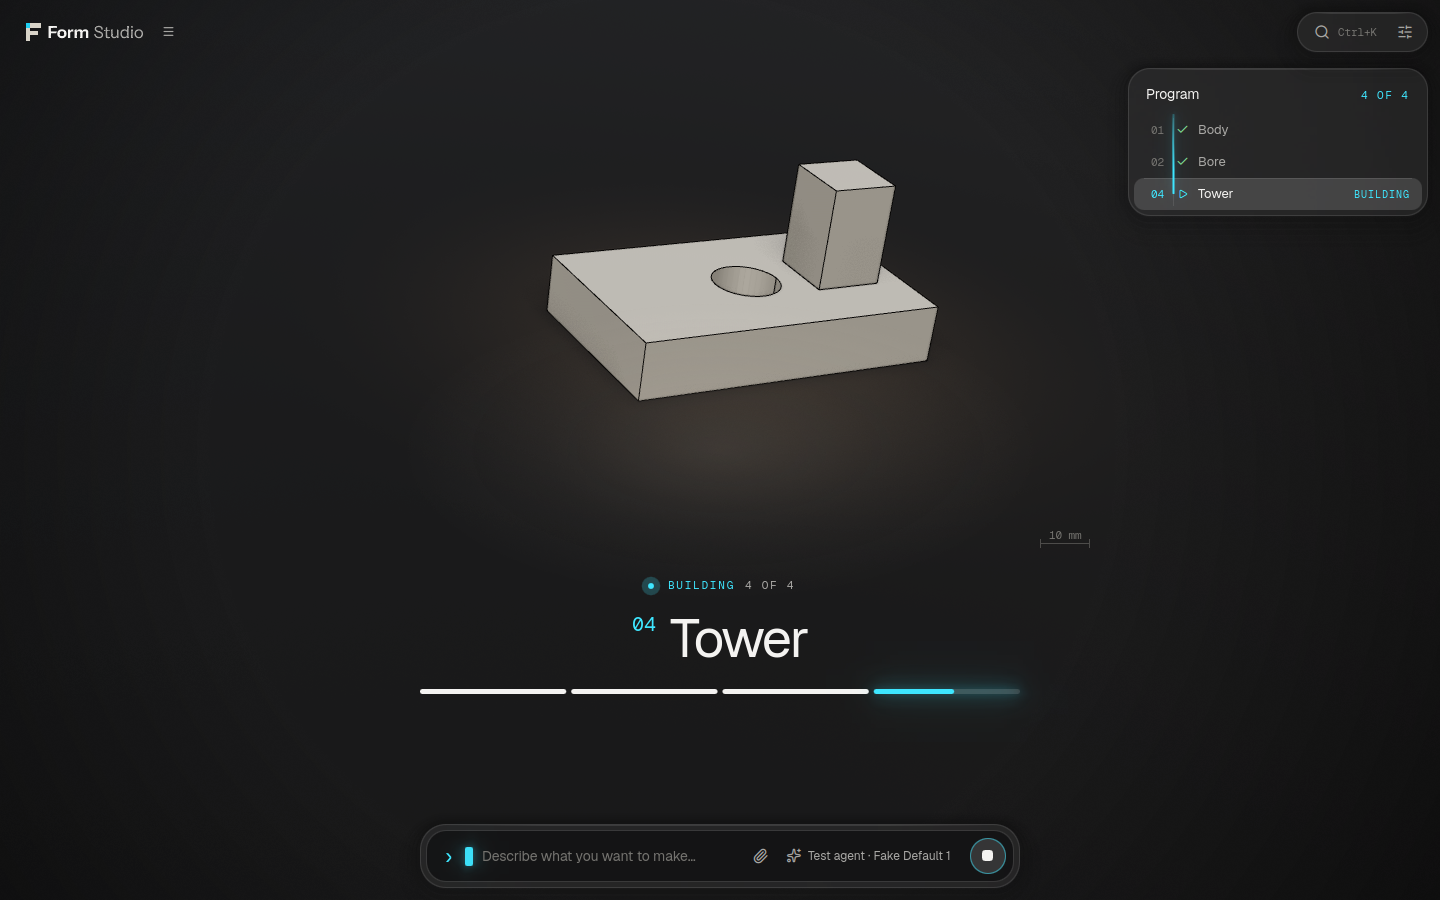 Form Studio
Ctrl+K
Program 4 OF 4
01 Body
02 Bore
04 Tower BUILDING
10 mm
BUILDING 4 OF 4
04 Tower
Describe what you want to make…
Test agent · Fake Default 1